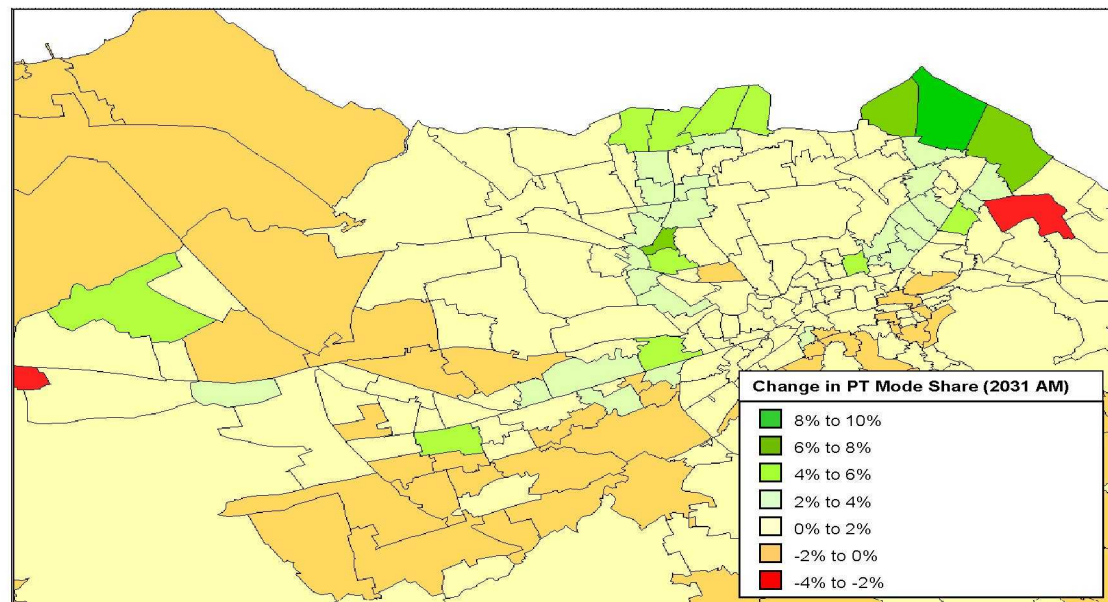 Change in PT Mode Share (2031 AM)
8% to 10%
6% to 8%
4% to 6%
2% to 4%
0% to 2%
-2% to 0%
-4% to -2%